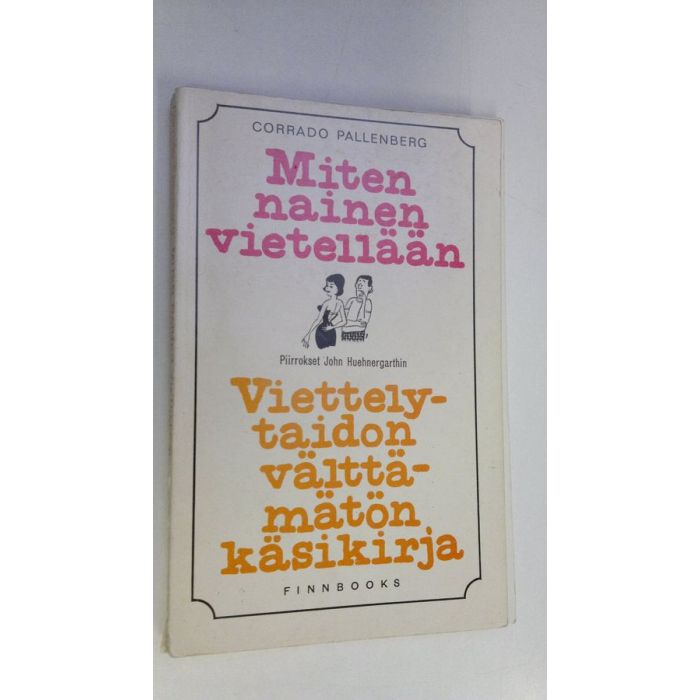 CORRADO PALLENBERG
Miten
nainen
vietellään
Piirrokset John Huehnergarthin
Viettely-
taidon
välttä-
mätön
käsikirja
FINNBOOKS